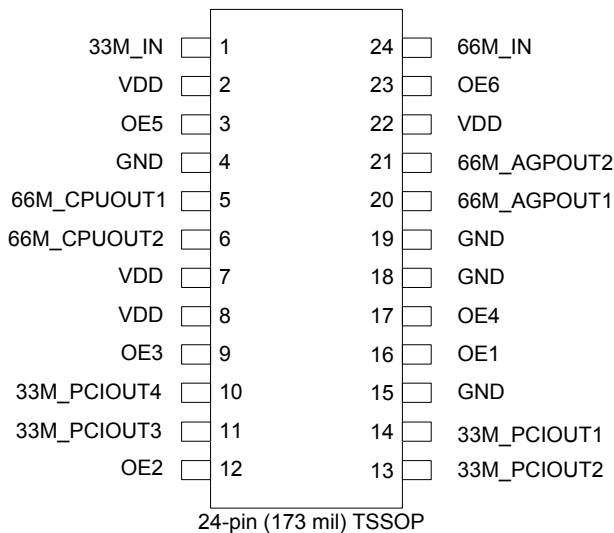 33M_IN 1 24 66M_IN
VDD 2 23 OE6
OE5 3 22 VDD
GND 4 21 66M_AGPOUT2
66M_CPUOUT1 5 20 66M_AGPOUT1
66M_CPUOUT2 6 19 GND
VDD 7 18 GND
VDD 8 17 OE4
OE3 9 16 OE1
33M_PCIOUT4 10 15 GND
33M_PCIOUT3 11 14 33M_PCIOUT1
OE2 12 13 33M_PCIOUT2
24-pin (173 mil) TSSOP